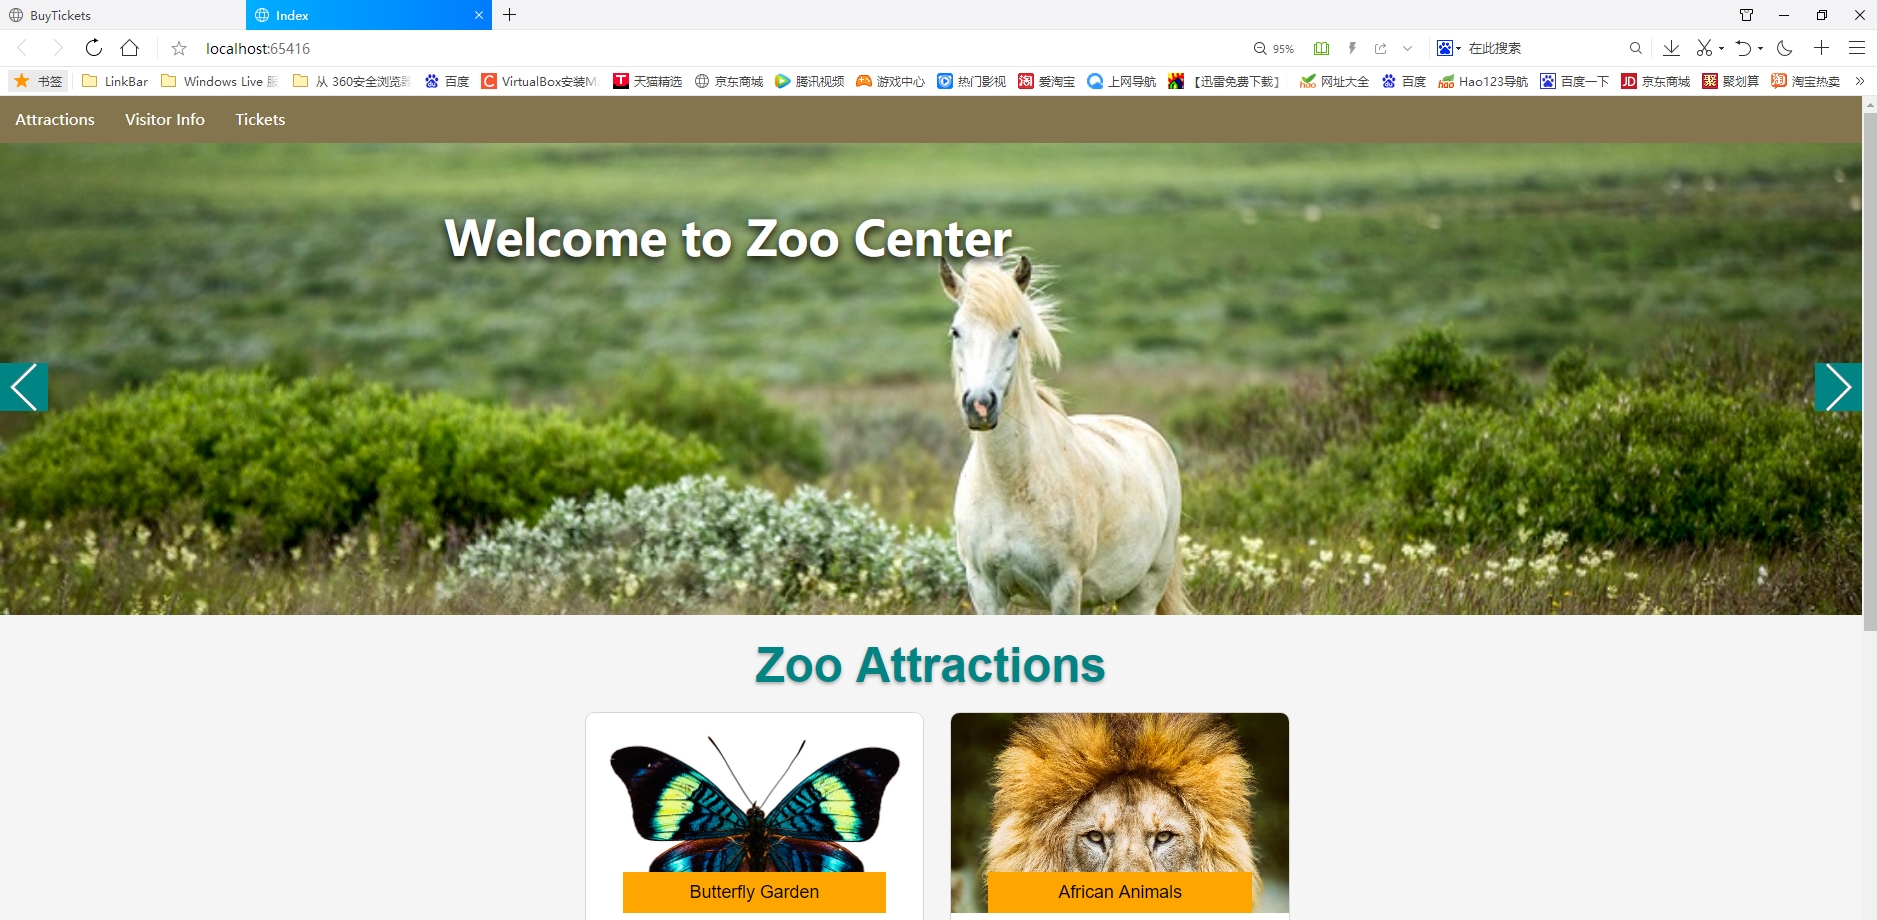 BuyTickets
Index
localhost:65416
95%
在此搜索
书签
LinkBar
Windows Live 服
从 360安全浏览器
百度
VirtualBox安装M
天猫精选
京东商城
腾讯视频
游戏中心
热门影视
爱淘宝
上网导航
【迅雷免费下载】
网址大全
百度
Hao123导航
百度一下
京东商城
聚划算
淘宝热卖
Attractions
Visitor Info
Tickets
Welcome to Zoo Center
Zoo Attractions
Butterfly Garden
African Animals